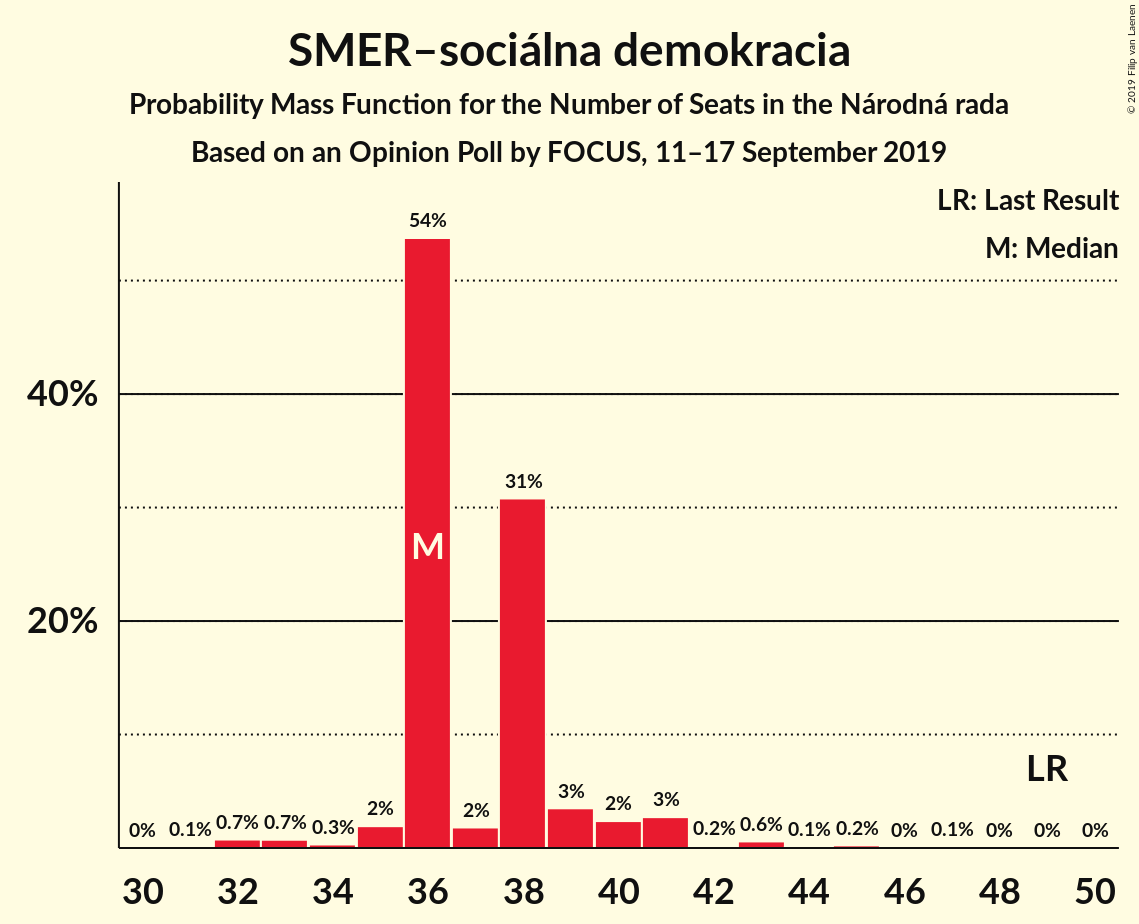 SMER–sociálna demokracia
Probability Mass Function for the Number of Seats in the Národná rada
Based on an Opinion Poll by FOCUS, 11–17 September 2019
© 2019 Filip van Laenen
LR: Last Result
M: Median
54%
40%
31%
M
20%
LR
0% 0.1% 0.7% 0.7% 0.3% 2% 2% 3% 2% 3% 0.2% 0.6% 0.1% 0.2% 0% 0.1% 0% 0% 0%
30 32 34 36 38 40 42 44 46 48 50